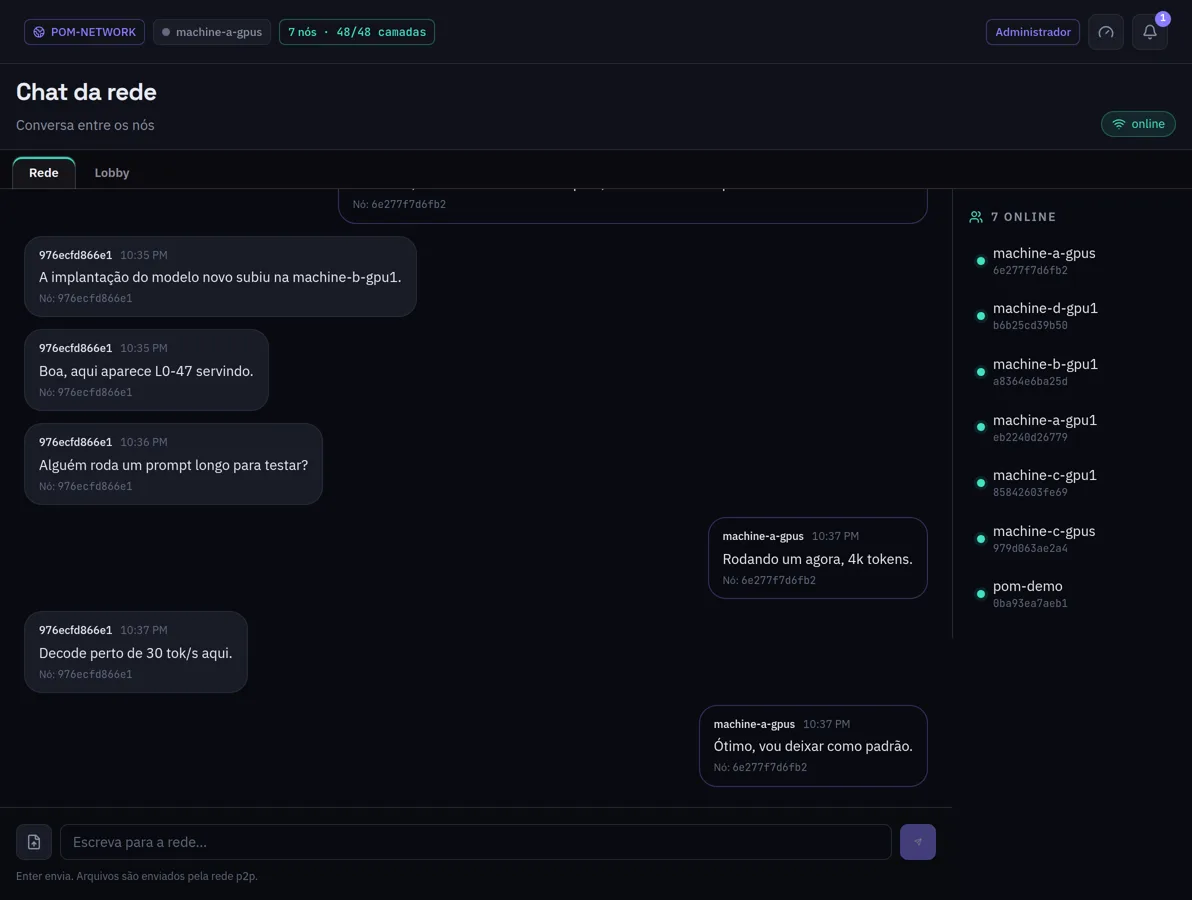 POM-NETWORK
machine-a-gpus
7 nós · 48/48 camadas
Administrador
1
Chat da rede
Conversa entre os nós
online
Rede
Lobby
Nó: 6e277f7d6fb2
976ecfd866e1 10:35 PM
A implantação do modelo novo subiu na machine-b-gpu1.
Nó: 976ecfd866e1
976ecfd866e1 10:35 PM
Boa, aqui aparece L0-47 servindo.
Nó: 976ecfd866e1
976ecfd866e1 10:36 PM
Alguém roda um prompt longo para testar?
Nó: 976ecfd866e1
machine-a-gpus 10:37 PM
Rodando um agora, 4k tokens.
Nó: 6e277f7d6fb2
976ecfd866e1 10:37 PM
Decode perto de 30 tok/s aqui.
Nó: 976ecfd866e1
machine-a-gpus 10:37 PM
Ótimo, vou deixar como padrão.
Nó: 6e277f7d6fb2
Escreva para a rede...
Enter envia. Arquivos são enviados pela rede p2p.
7 ONLINE
machine-a-gpus
6e277f7d6fb2
machine-d-gpu1
b6b25cd39b50
machine-b-gpu1
a8364e6ba25d
machine-a-gpu1
eb2240d26779
machine-c-gpu1
85842603fe69
machine-c-gpus
979d063ae2a4
pom-demo
0ba93ea7aeb1